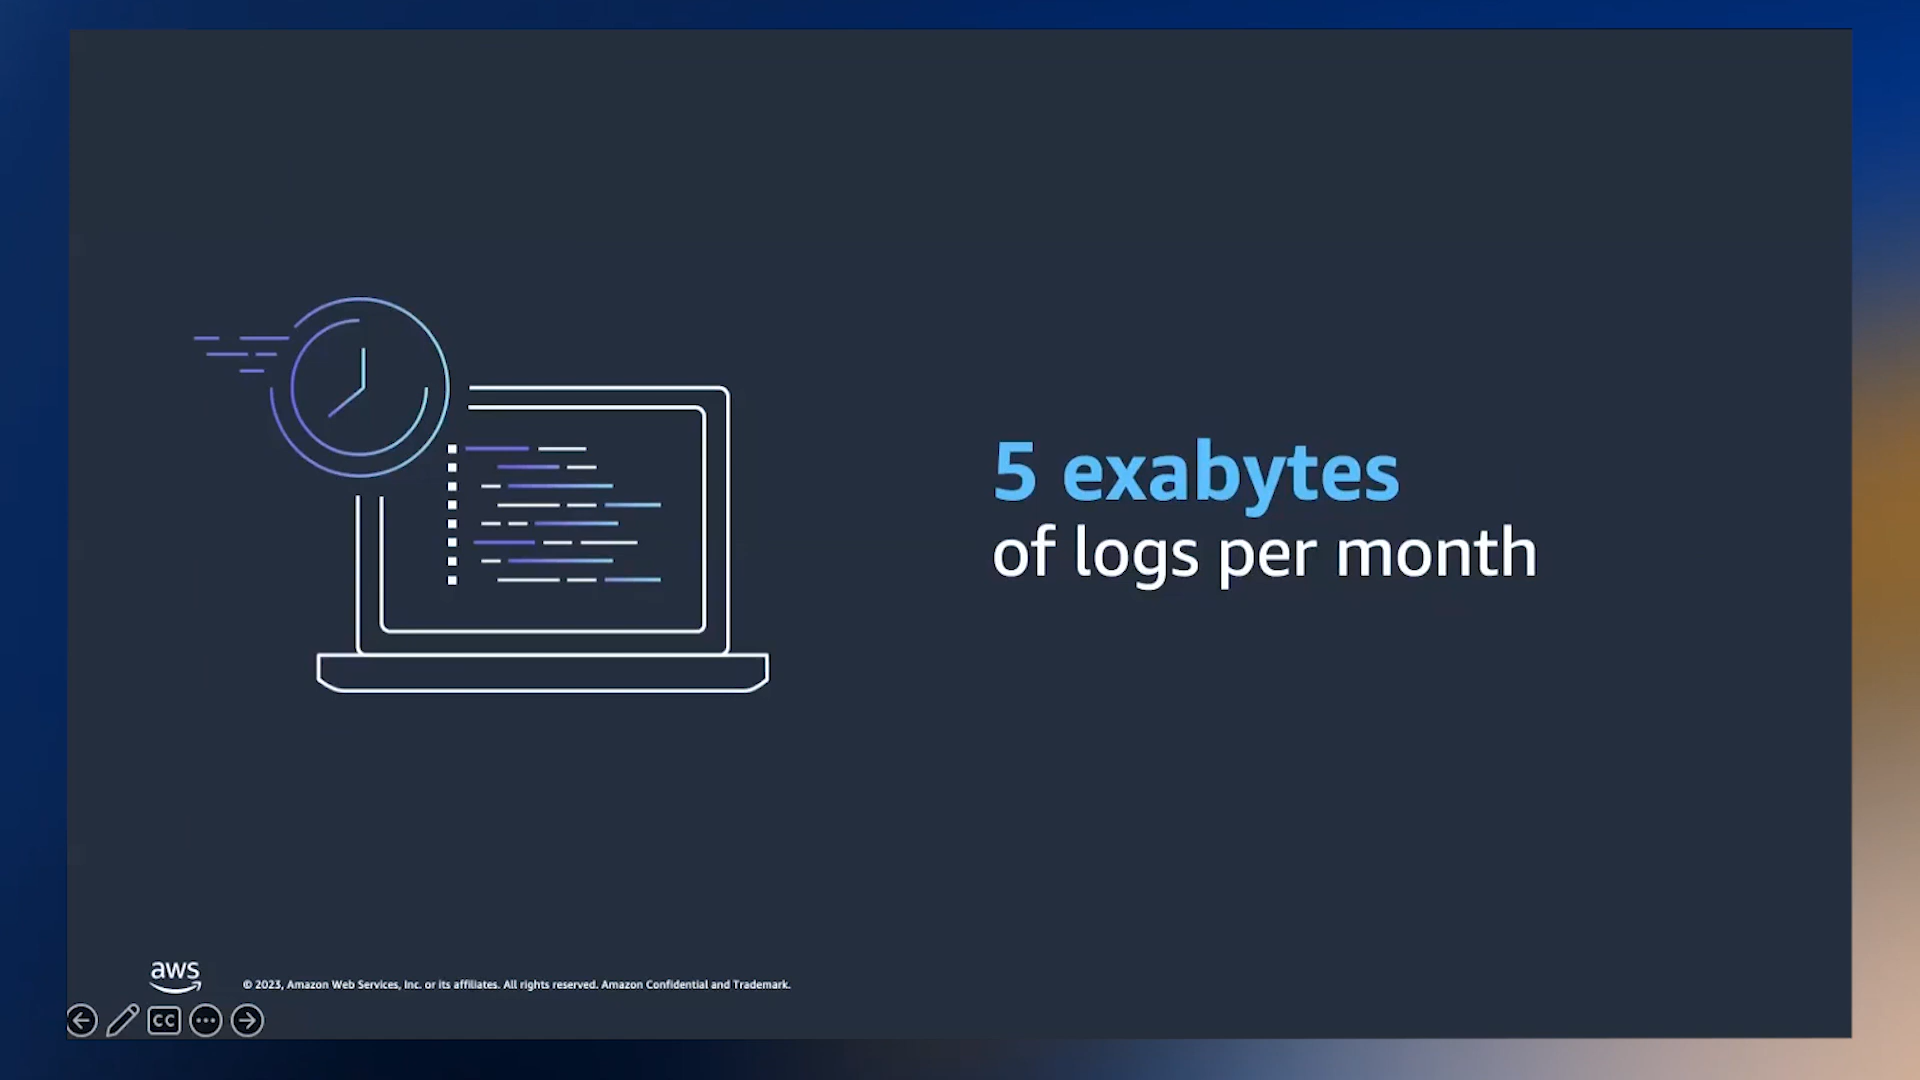 5 exabytes
of logs per month
aws
© 2023, Amazon Web Services, Inc. or its affiliates. All rights reserved. Amazon Confidential and Trademark.
CC